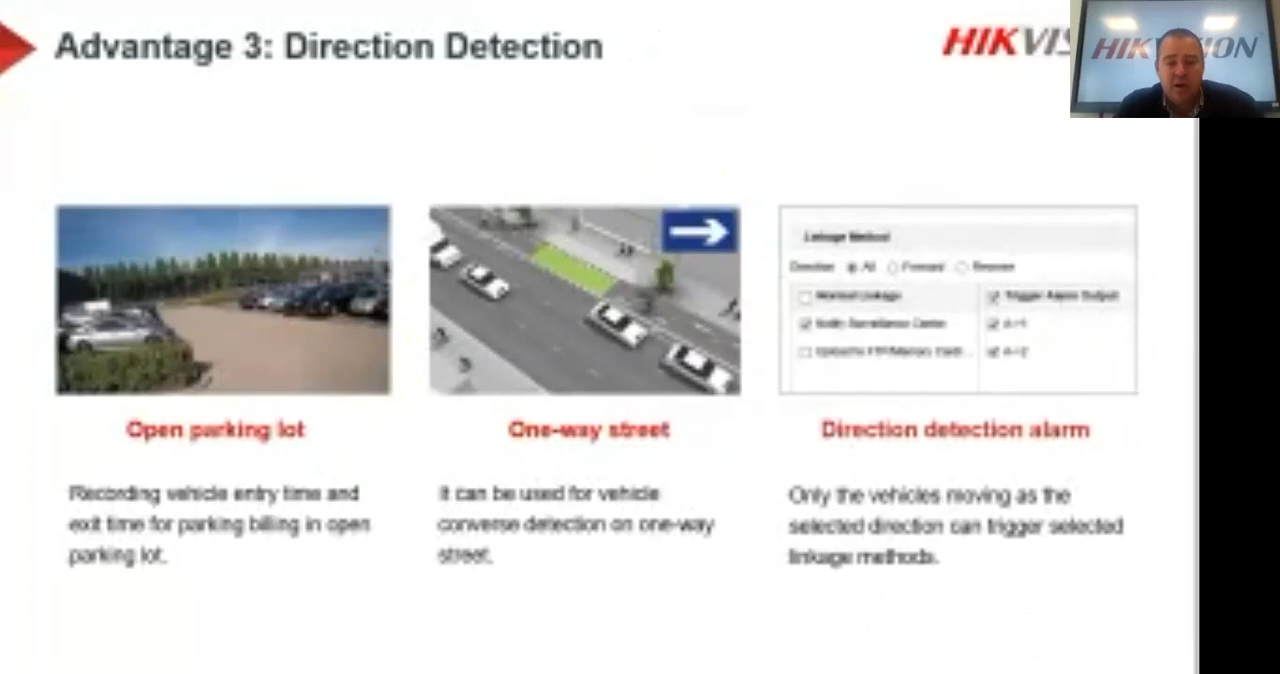 Advantage 3: Direction Detection
HIKVIS
HIKVISION
Linkage Method
Direction All Forward Reverse
Normal Linkage
Trigger Alarm Output
Notify Surveillance Center
A->1
A->2
Open parking lot
One-way street
Direction detection alarm
Recording vehicle entry time and
exit time for parking billing in open
parking lot.
It can be used for vehicle
converse detection on one-way
street.
Only the vehicles moving as the
selected direction can trigger selected
linkage methods.